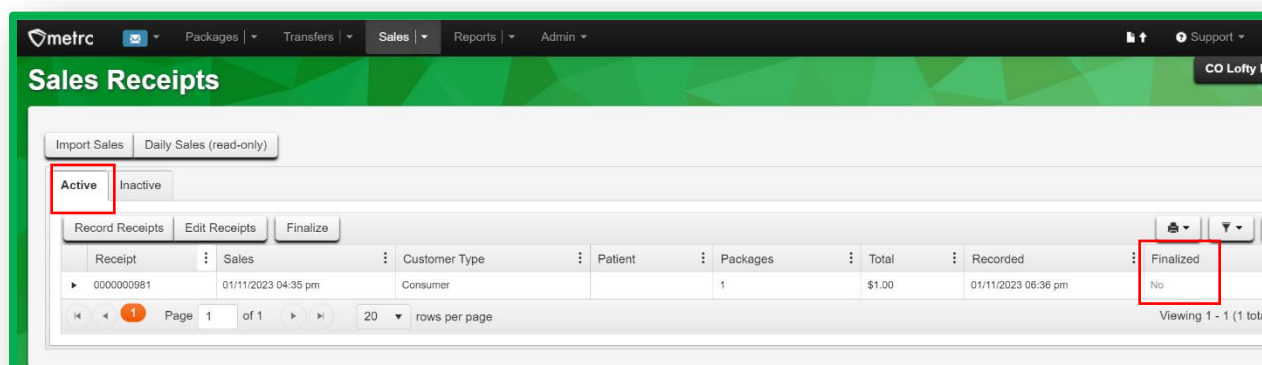 metrc Packages Transfers Sales Reports Admin Support
Sales Receipts
CO Lofty
Import Sales Daily Sales (read-only)
Active Inactive
Record Receipts Edit Receipts Finalize
Receipt Sales Customer Type Patient Packages Total Recorded Finalized
0000000981 01/11/2023 04:35 pm Consumer 1 $1.00 01/11/2023 06:36 pm No
1 Page 1 of 1 20 rows per page Viewing 1 - 1 (1